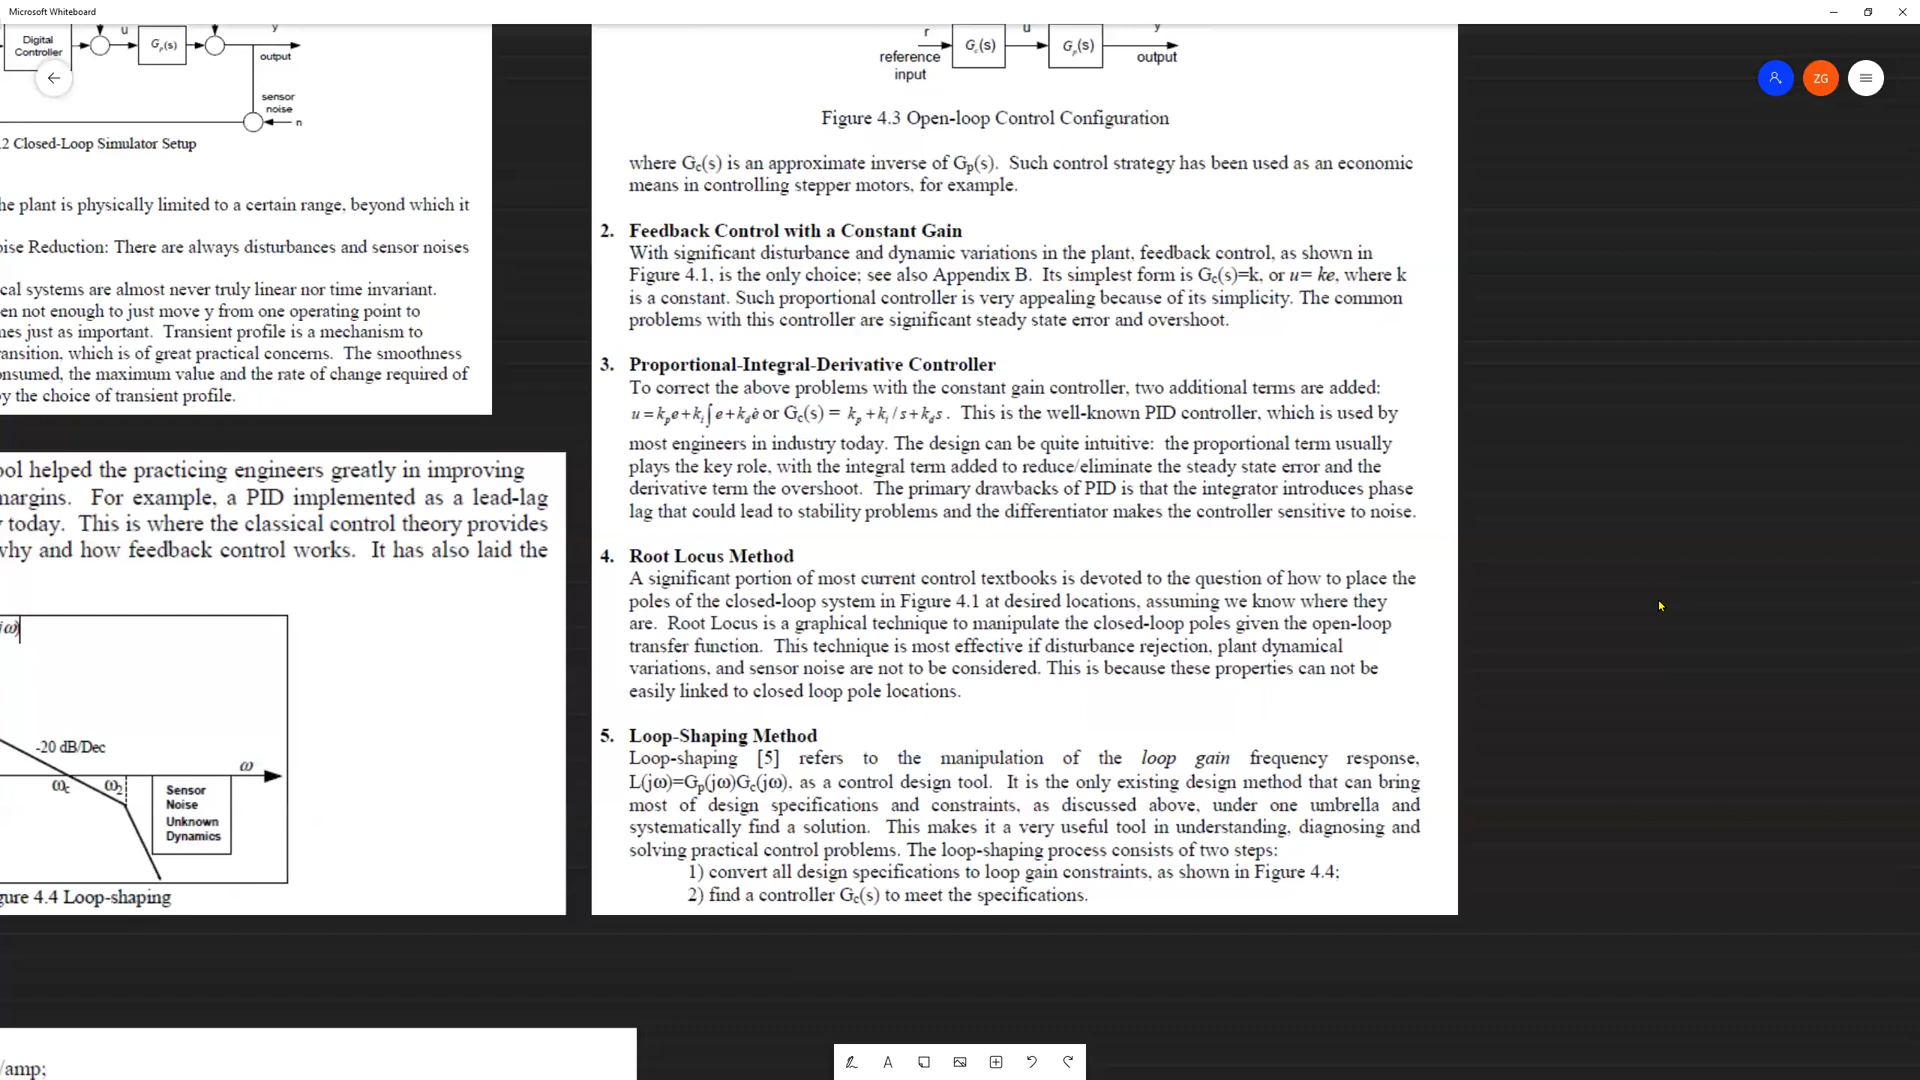 Microsoft Whiteboard
Digital
Controller
u
Gp(s)
y
output
sensor
noise
n
.2 Closed-Loop Simulator Setup
he plant is physically limited to a certain range, beyond which it
oise Reduction: There are always disturbances and sensor noises
cal systems are almost never truly linear nor time invariant.
en not enough to just move y from one operating point to
mes just as important. Transient profile is a mechanism to
ransition, which is of great practical concerns. The smoothness
onsumed, the maximum value and the rate of change required of
by the choice of transient profile.
ool helped the practicing engineers greatly in improving
margins. For example, a PID implemented as a lead-lag
y today. This is where the classical control theory provides
why and how feedback control works. It has also laid the
jω)
-20 dB/Dec
ω
ωc
ω2
Sensor
Noise
Unknown
Dynamics
gure 4.4 Loop-shaping
/amp;
r
reference
input
Gc(s)
u
Gp(s)
y
output
Figure 4.3 Open-loop Control Configuration
where Gc(s) is an approximate inverse of Gp(s). Such control strategy has been used as an economic
means in controlling stepper motors, for example.
2. Feedback Control with a Constant Gain
With significant disturbance and dynamic variations in the plant, feedback control, as shown in
Figure 4.1, is the only choice; see also Appendix B. Its simplest form is Gc(s)=k, or u= ke, where k
is a constant. Such proportional controller is very appealing because of its simplicity. The common
problems with this controller are significant steady state error and overshoot.
3. Proportional-Integral-Derivative Controller
To correct the above problems with the constant gain controller, two additional terms are added:
u = kpe + ki∫e + kdė or Gc(s) = kp + ki / s + kds. This is the well-known PID controller, which is used by
most engineers in industry today. The design can be quite intuitive: the proportional term usually
plays the key role, with the integral term added to reduce/eliminate the steady state error and the
derivative term the overshoot. The primary drawbacks of PID is that the integrator introduces phase
lag that could lead to stability problems and the differentiator makes the controller sensitive to noise.
4. Root Locus Method
A significant portion of most current control textbooks is devoted to the question of how to place the
poles of the closed-loop system in Figure 4.1 at desired locations, assuming we know where they
are. Root Locus is a graphical technique to manipulate the closed-loop poles given the open-loop
transfer function. This technique is most effective if disturbance rejection, plant dynamical
variations, and sensor noise are not to be considered. This is because these properties can not be
easily linked to closed loop pole locations.
5. Loop-Shaping Method
Loop-shaping [5] refers to the manipulation of the loop gain frequency response,
L(jω)=Gp(jω)Gc(jω), as a control design tool. It is the only existing design method that can bring
most of design specifications and constraints, as discussed above, under one umbrella and
systematically find a solution. This makes it a very useful tool in understanding, diagnosing and
solving practical control problems. The loop-shaping process consists of two steps:
1) convert all design specifications to loop gain constraints, as shown in Figure 4.4;
2) find a controller Gc(s) to meet the specifications.
ZG